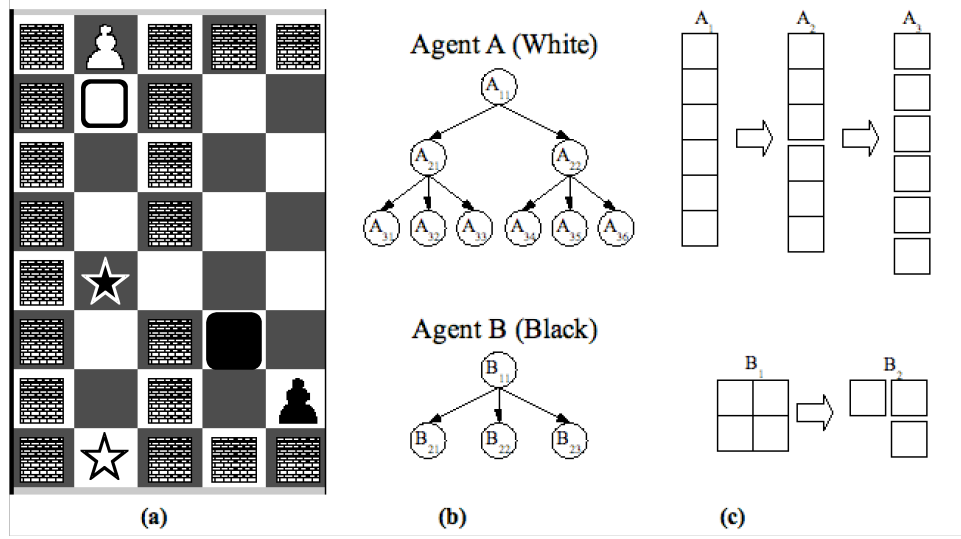 Agent A (White)
A11
A21 A22
A31 A32 A33 A34 A35 A36
Agent B (Black)
B11
B21 B22 B23
A1 A2 A3
B1 B2
(a) (b) (c)